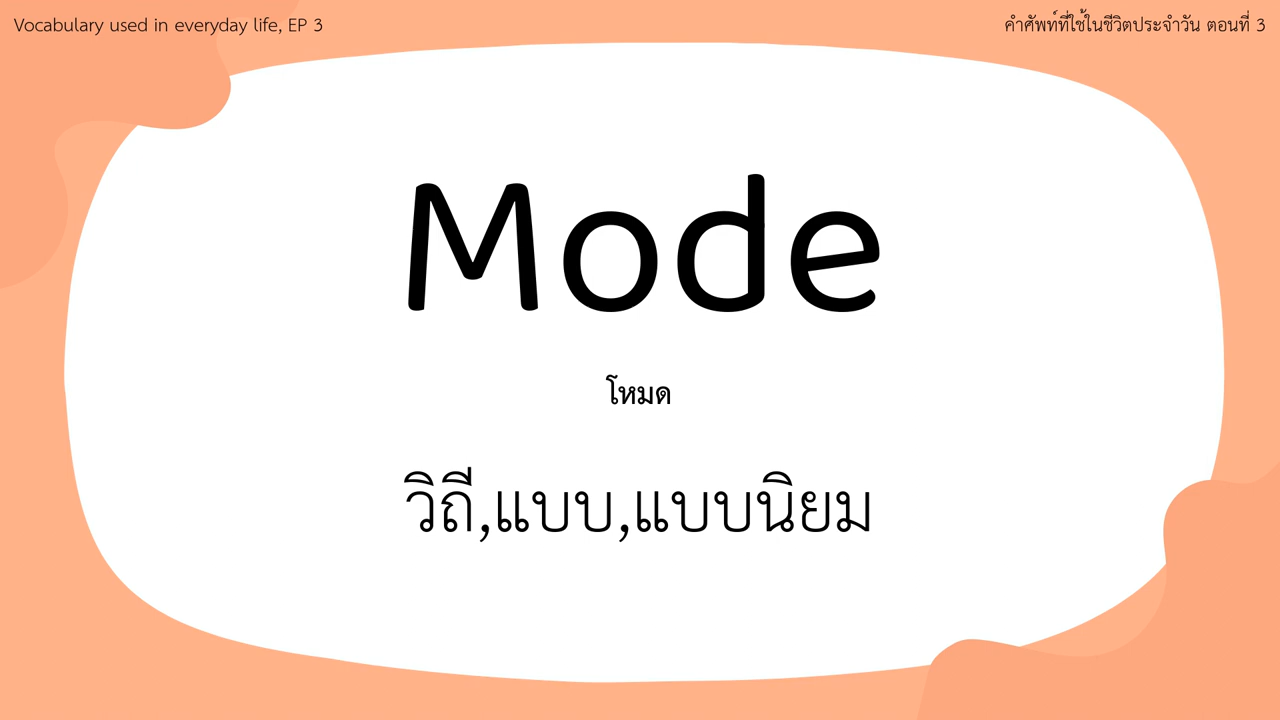 Vocabulary used in everyday life, EP 3
คำศัพท์ที่ใช้ในชีวิตประจำวัน ตอนที่ 3
Mode
โหมด
วิถี,แบบ,แบบนิยม